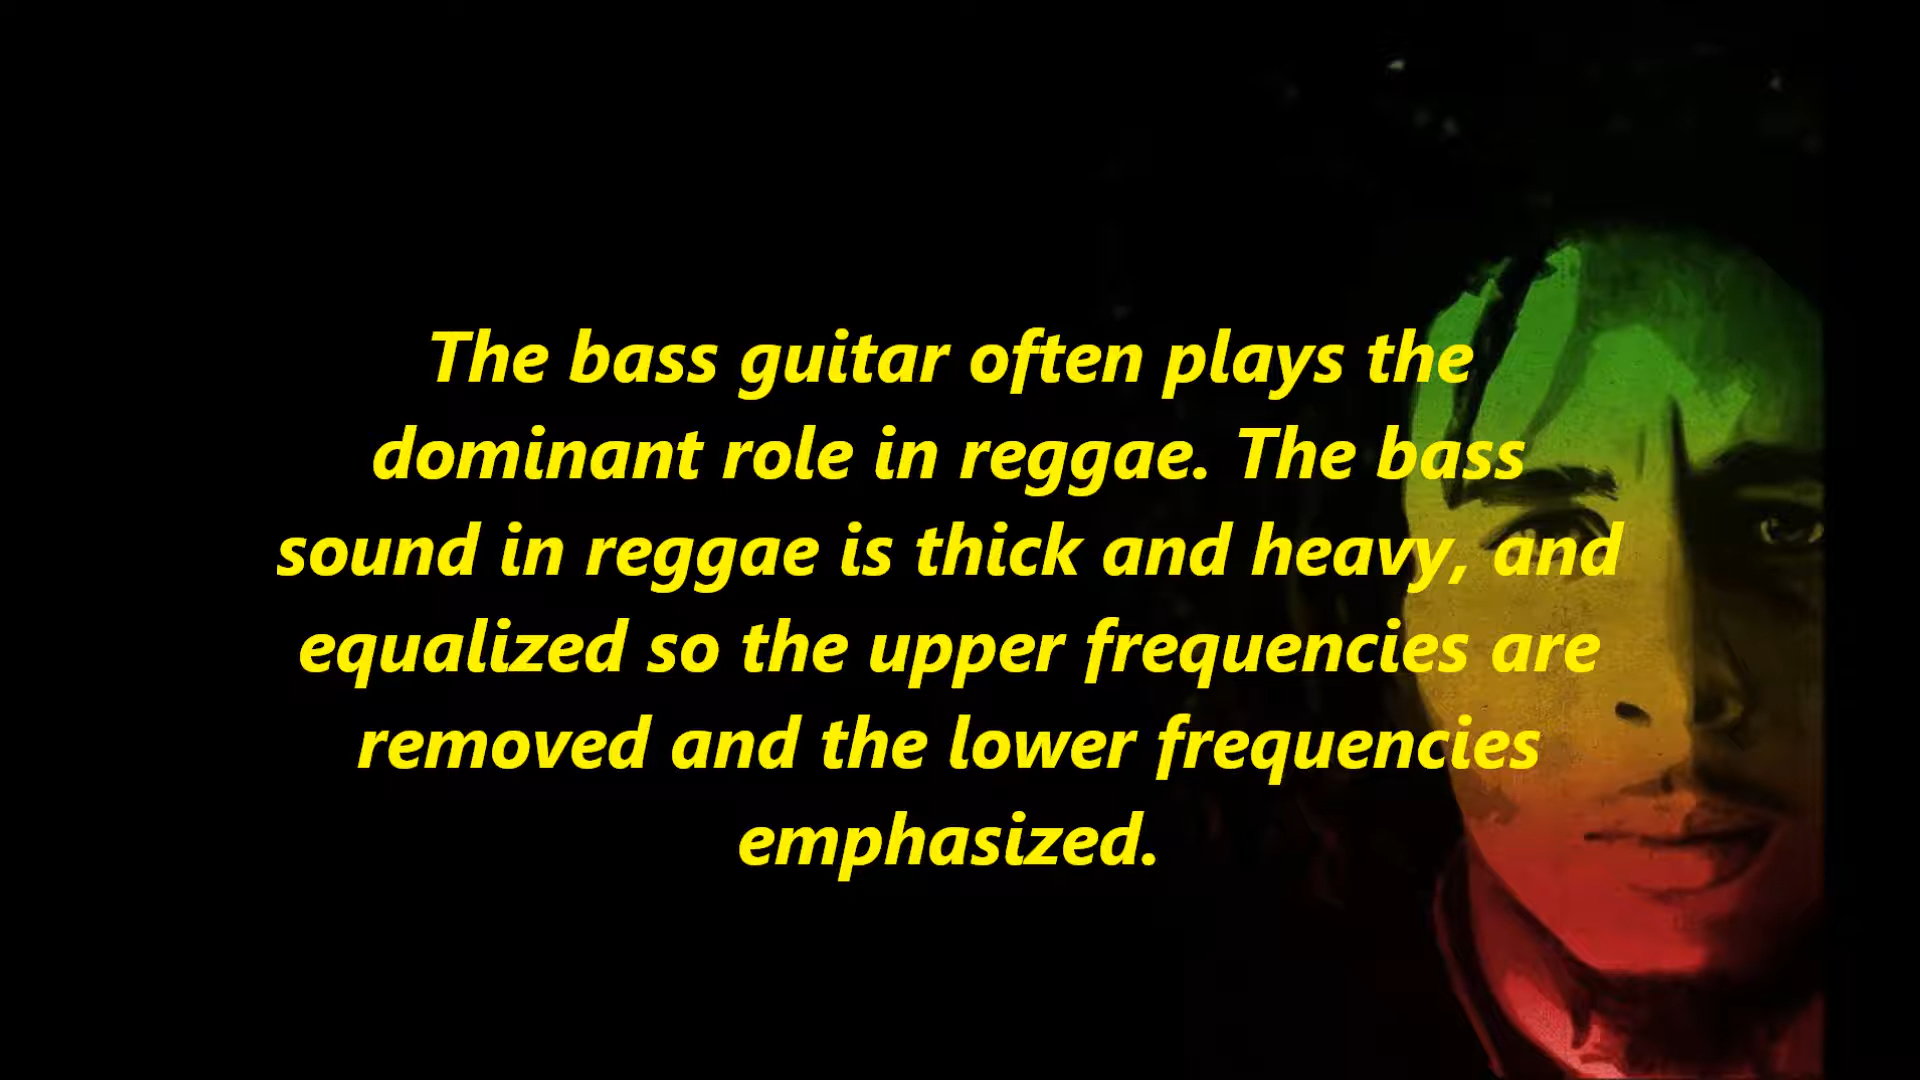 The bass guitar often plays the
dominant role in reggae. The bass
sound in reggae is thick and heavy, and
equalized so the upper frequencies are
removed and the lower frequencies
emphasized.